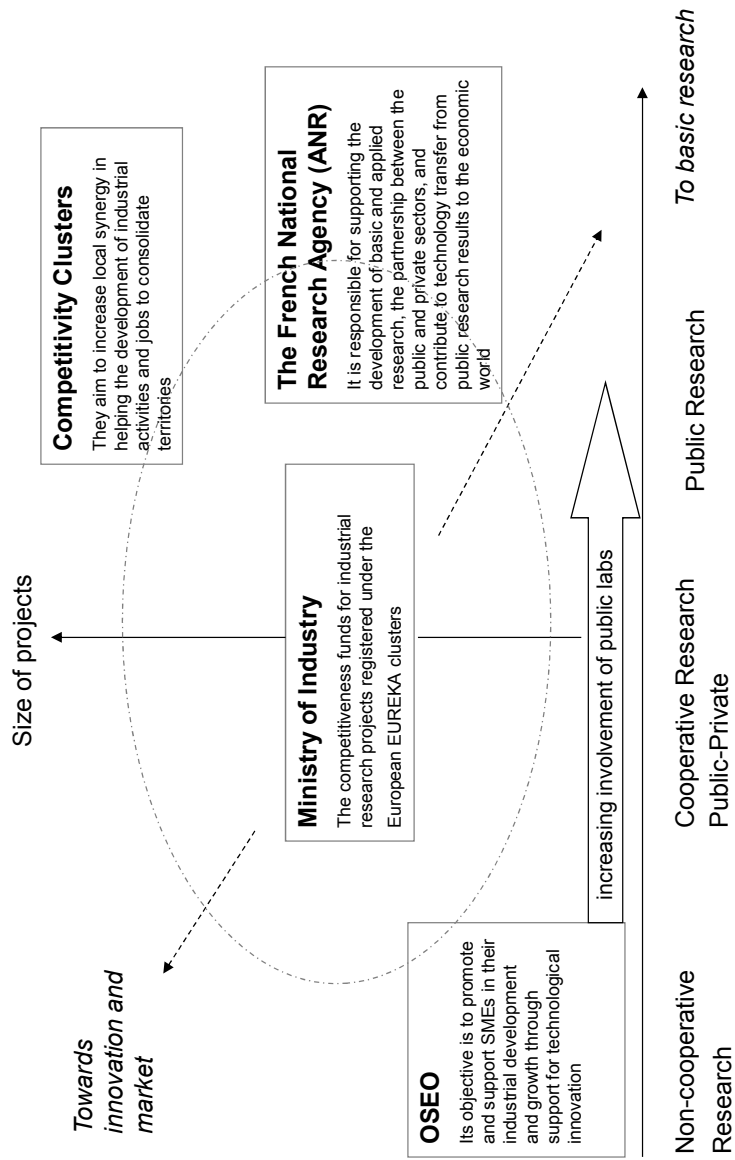 Size of projects
Towards
innovation and
market
Competitivity Clusters
They aim to increase local synergy in
helping the development of industrial
activities and jobs to consolidate
territories
Ministry of Industry
The competitiveness funds for industrial
research projects registered under the
European EUREKA clusters
The French National
Research Agency (ANR)
It is responsible for supporting the
development of basic and applied
research, the partnership between the
public and private sectors, and
contribute to technology transfer from
public research results to the economic
world
OSEO
Its objective is to promote
and support SMEs in their
industrial development
and growth through
support for technological
innovation
increasing involvement of public labs
Non-cooperative
Research
Cooperative Research
Public-Private
Public Research
To basic research